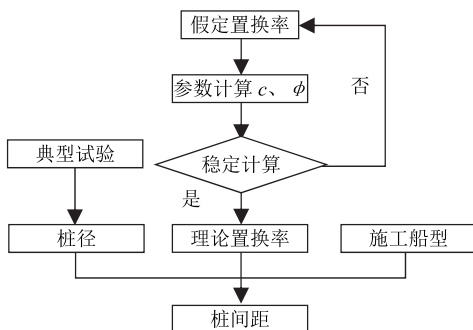 假定置换率
参数计算 c、ϕ
否
典型试验
稳定计算
是
桩径
理论置换率
施工船型
桩间距